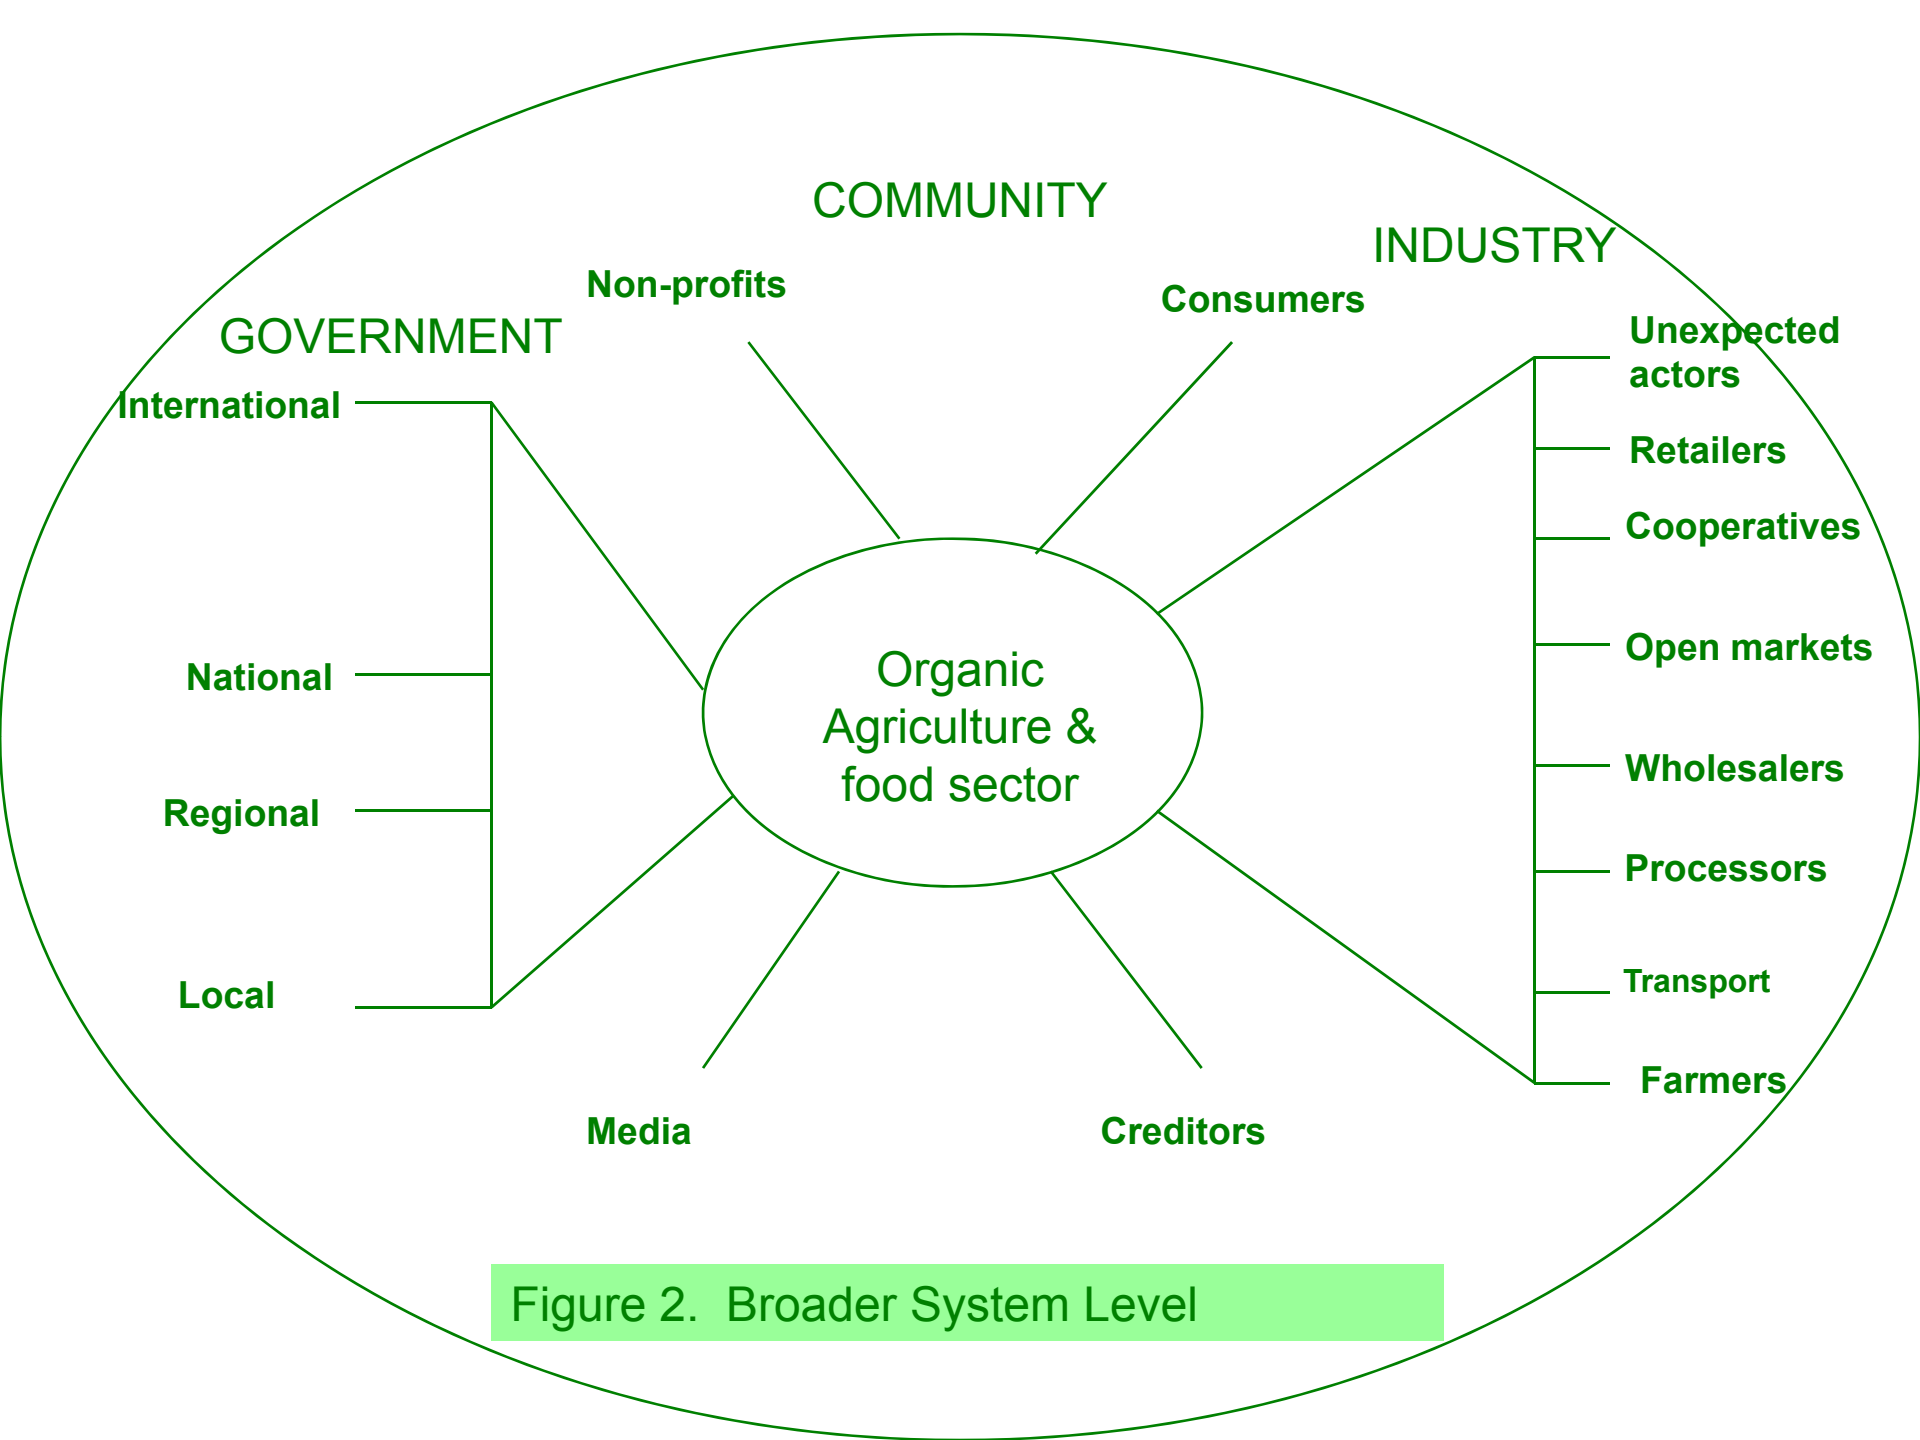 COMMUNITY
INDUSTRY
Non-profits
Consumers
GOVERNMENT
Unexpected
actors
International
Retailers
Cooperatives
Open markets
Organic
Agriculture &
food sector
National
Wholesalers
Regional
Processors
Local
Transport
Farmers
Media
Creditors
Figure 2.  Broader System Level